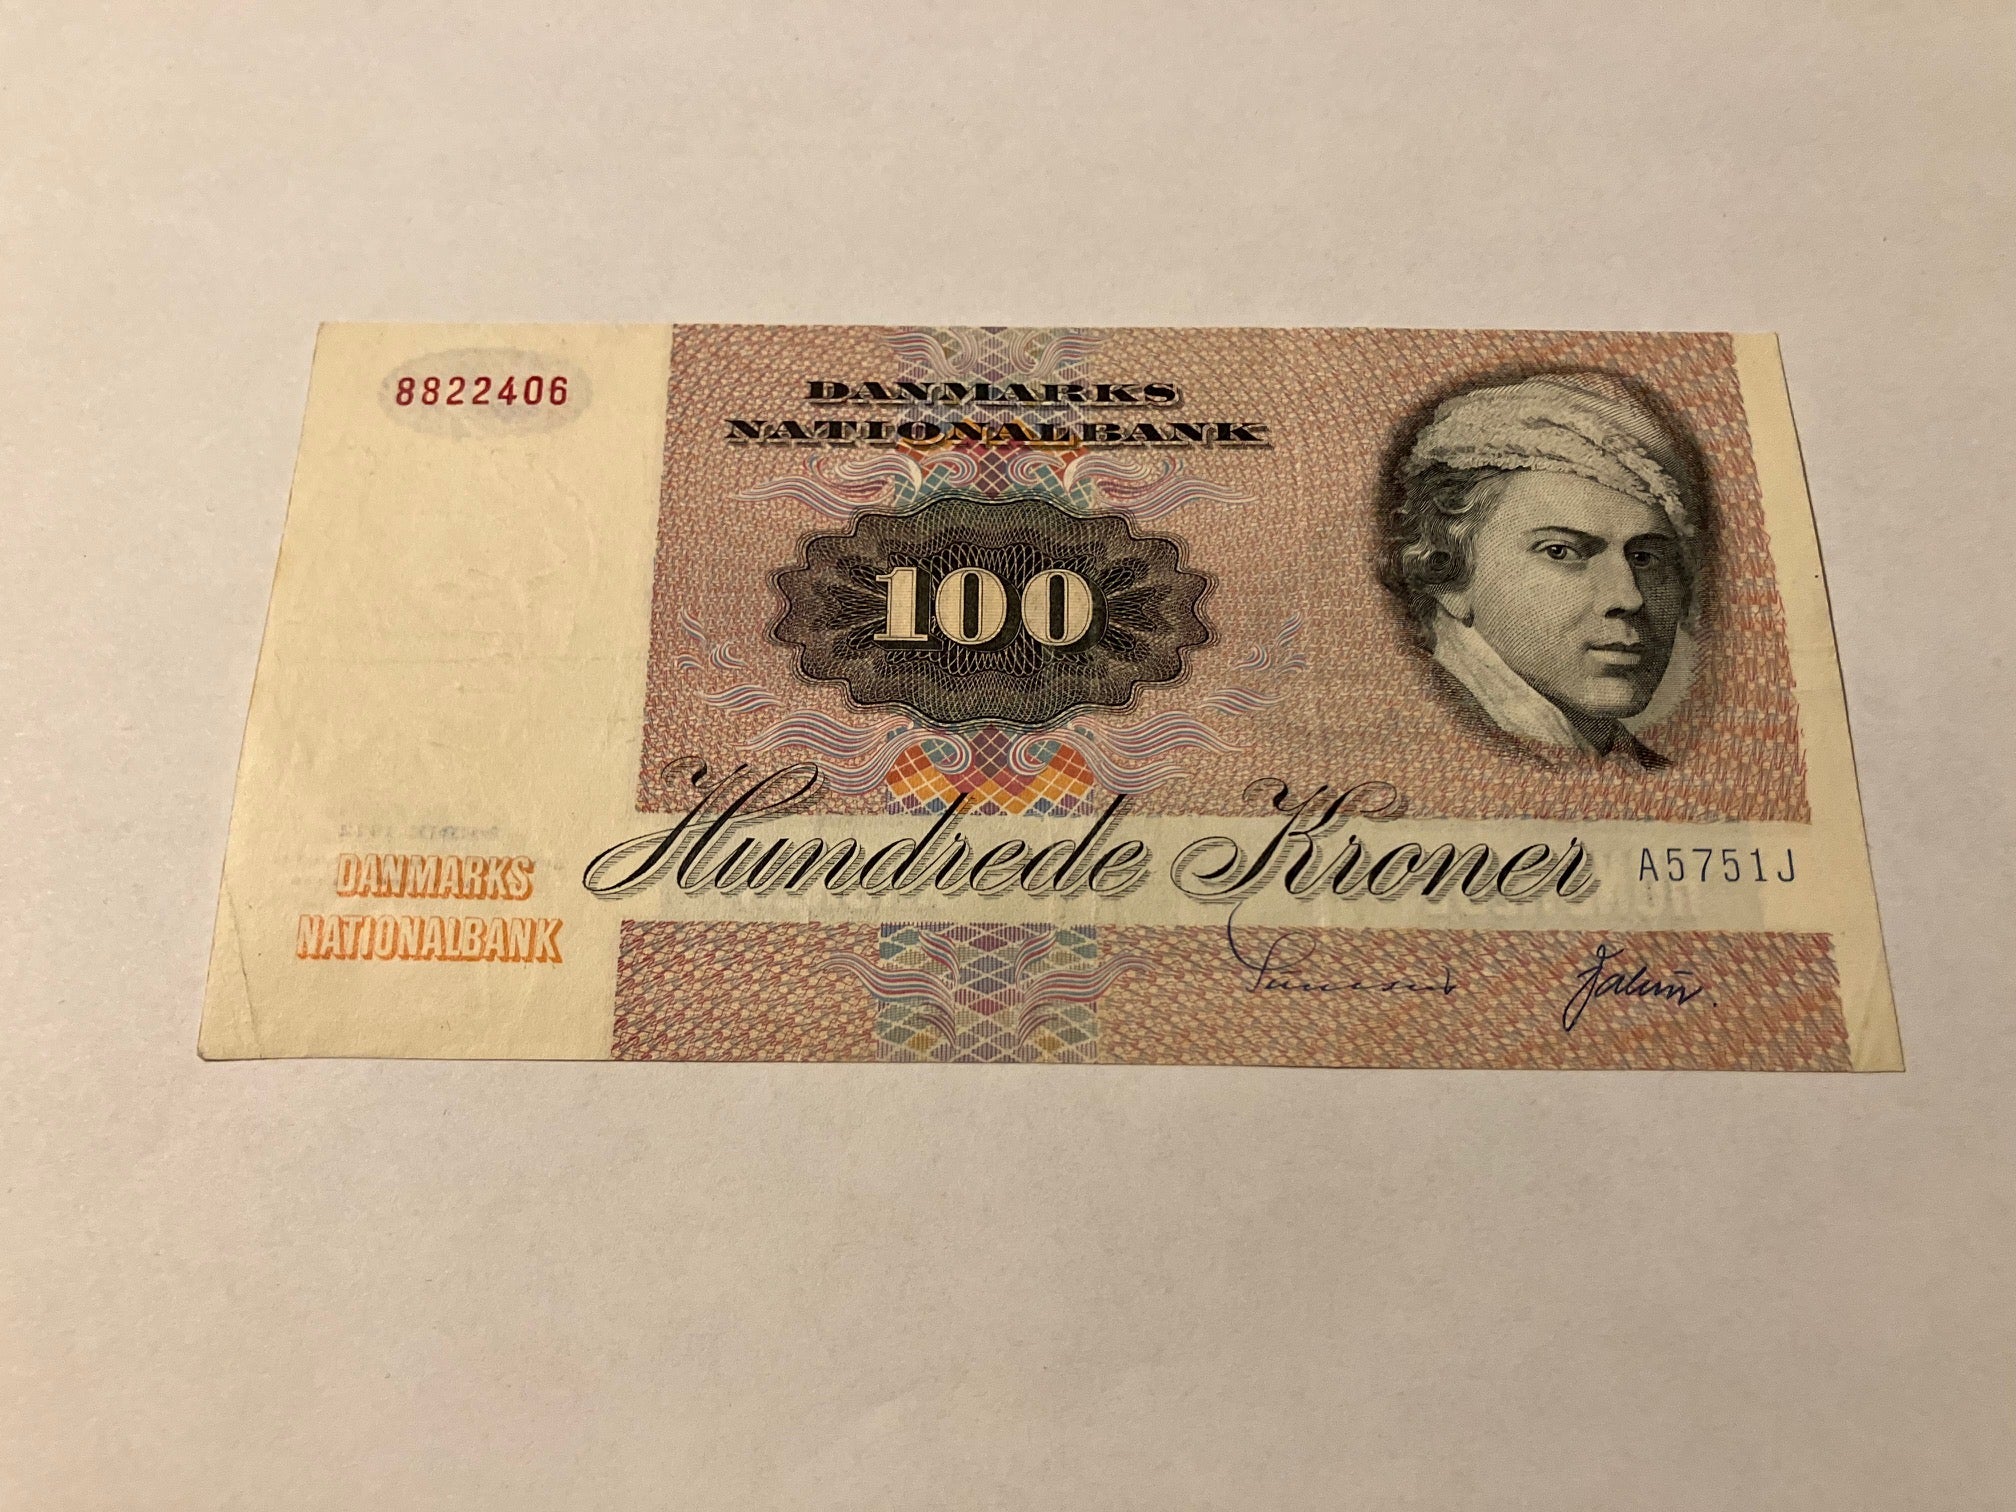 8822406
DANMARKS
NATIONALBANK
100
Hundrede Kroner
A5751J
DANMARKS
NATIONALBANK